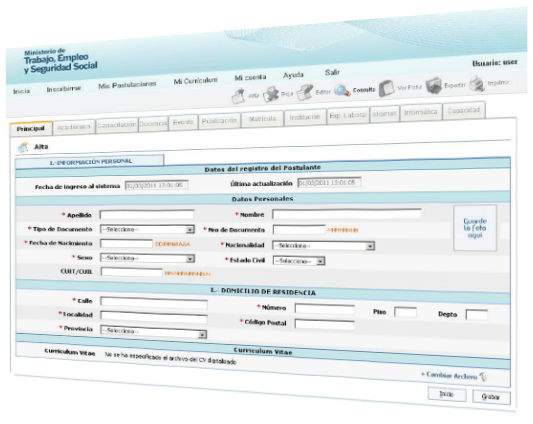 Ministerio de
Trabajo, Empleo
y Seguridad Social
Usuario: user
Inicio Inscribirme Mis Postulaciones Mi Curriculum Mi cuenta Ayuda Salir
Alta Baja Editar Consulta Ver Ficha Exportar Imprimir
Principal Académica Capacitación Docencia Evento Publicación Matrícula Institución Exp. Laboral Idiomas Informática Capacidad
Alta
1.-INFORMACIÓN PERSONAL
Datos del registro del Postulante
Fecha de ingreso al sistema 01/03/2011 13:01:05 Última actualización 01/03/2011 13:01:05
Datos Personales
* Apellido * Nombre
* Tipo de Documento --Seleccione-- * Nro de Documento
* Fecha de Nacimiento DD/MM/AAAA * Nacionalidad --Seleccione--
* Sexo --Seleccione-- * Estado Civil --Seleccione--
CUIT/CUIL
Guarde
la foto
aquí
2.- DOMICILIO DE RESIDENCIA
* Calle * Número Piso Depto
* Localidad * Código Postal
* Provincia --Seleccione--
Curriculum Vitae
Curriculum Vitae No se ha especificado el archivo del CV digitalizado
+ Cambiar Archivo
Inicio Grabar